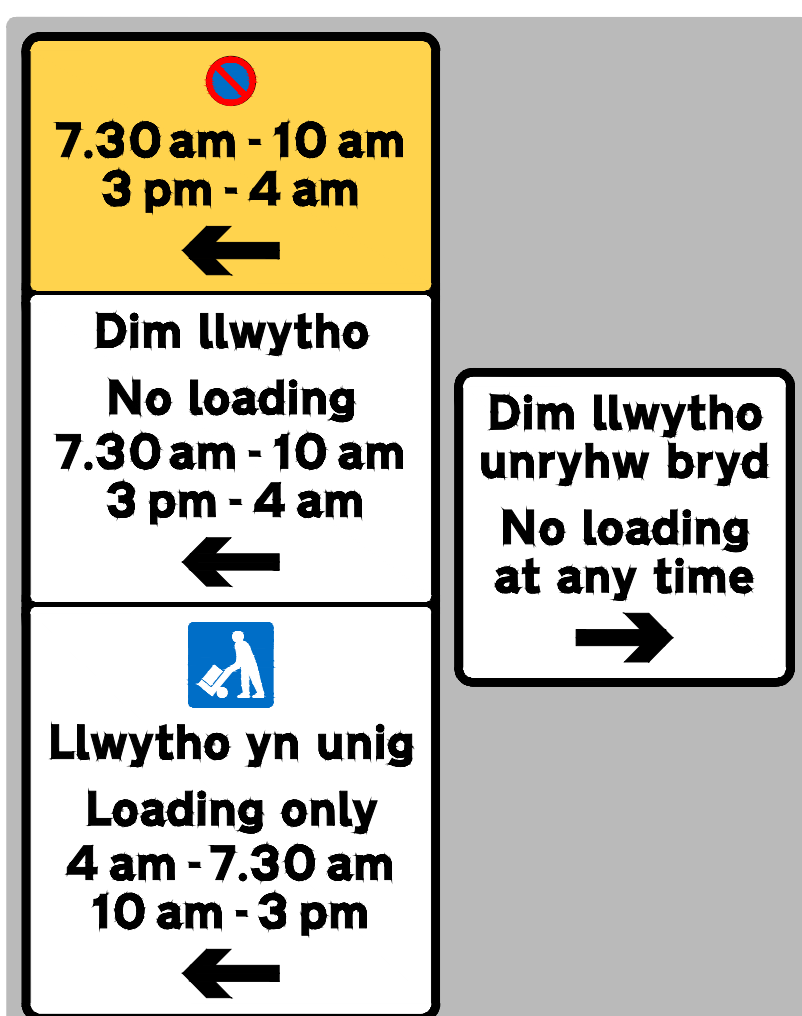 7.30 am - 10 am
3 pm - 4 am
Dim llwytho
No loading
7.30 am - 10 am
3 pm - 4 am
Llwytho yn unig
Loading only
4 am - 7.30 am
10 am - 3 pm
Dim llwytho
unryhw bryd
No loading
at any time